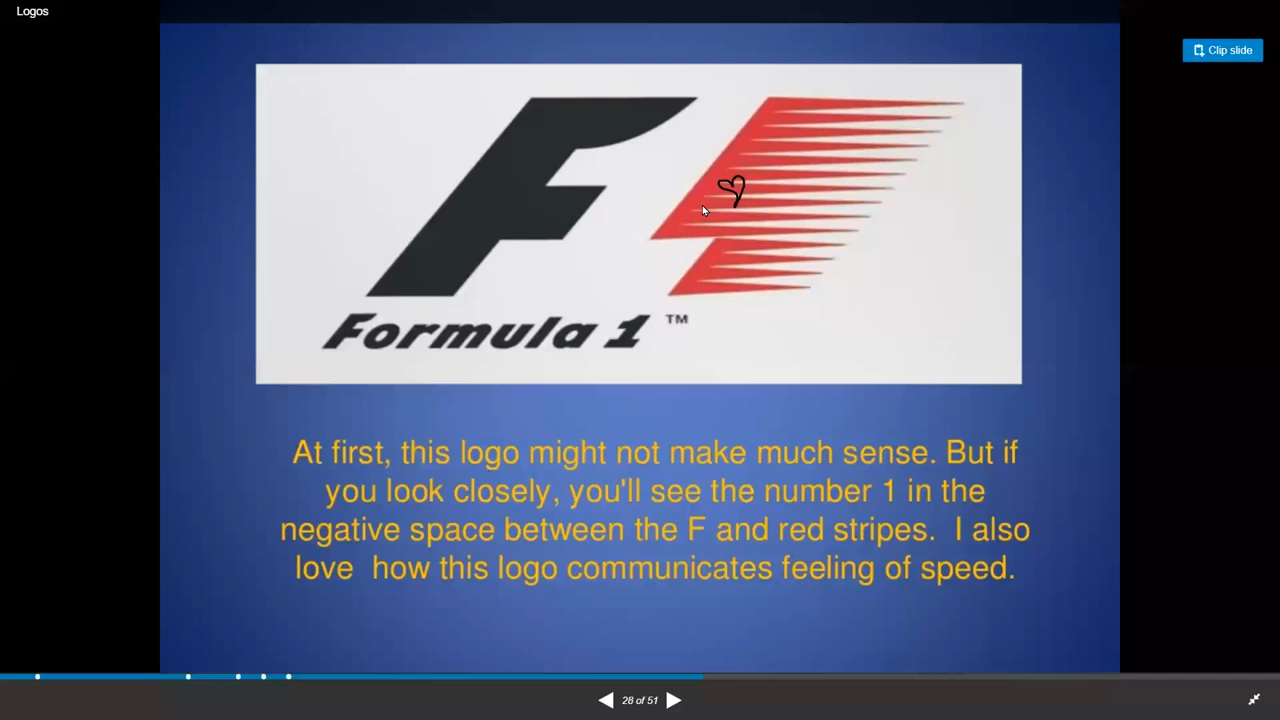 Logos
Clip slide
F1
Formula 1 ™
At first, this logo might not make much sense. But if
you look closely, you'll see the number 1 in the
negative space between the F and red stripes.  I also
love  how this logo communicates feeling of speed.
28 of 51